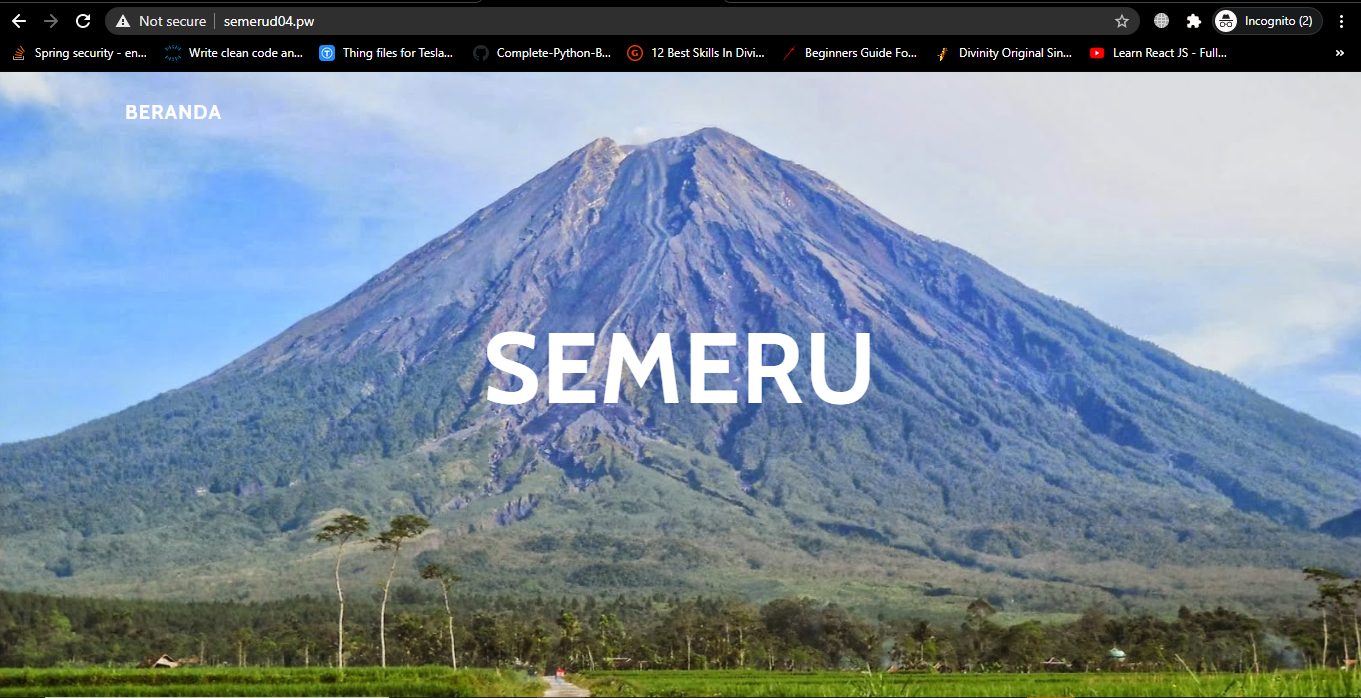 Not secure semerud04.pw Incognito (2)
Spring security - en... Write clean code an... Thing files for Tesla... Complete-Python-B... 12 Best Skills In Divi... Beginners Guide Fo... Divinity Original Sin... Learn React JS - Full... »
BERANDA
SEMERU